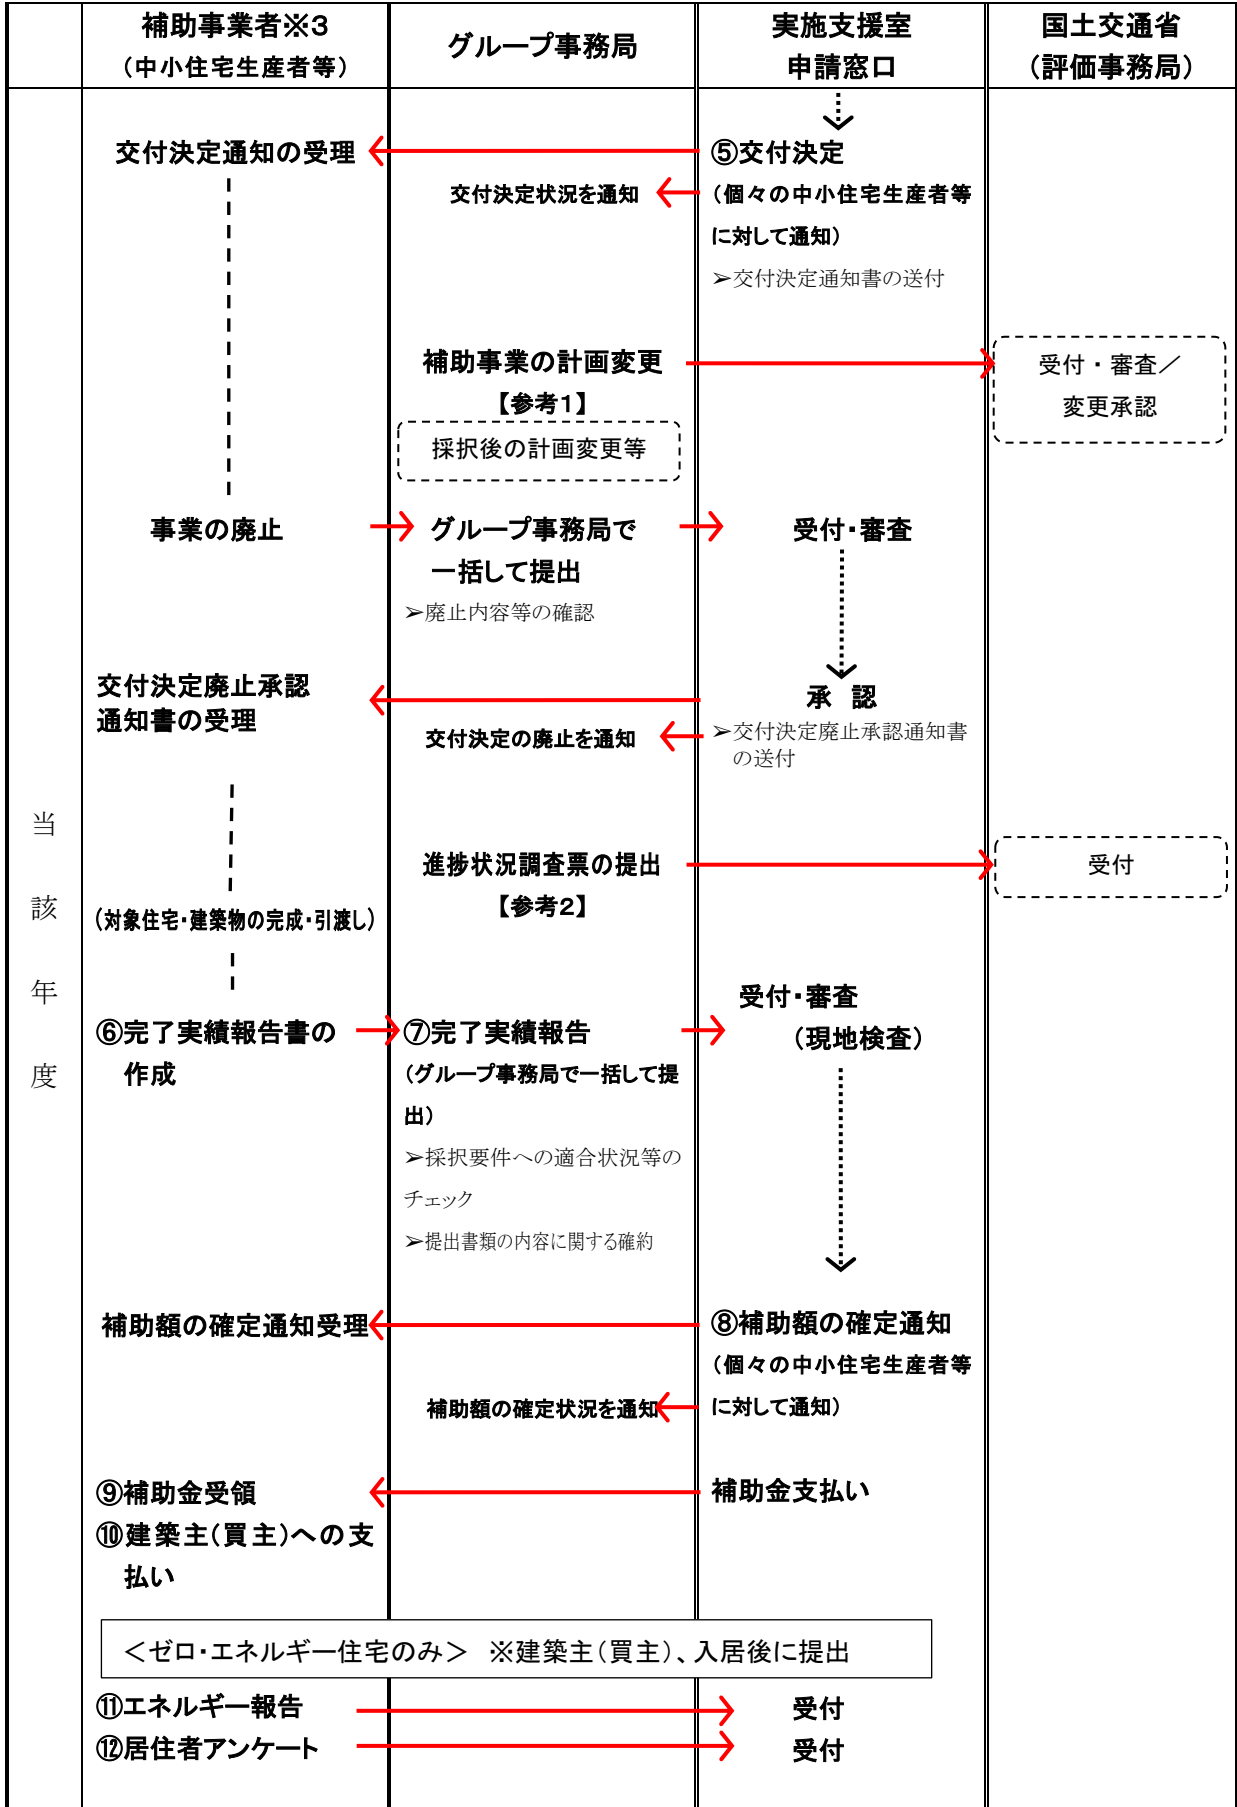 補助事業者※3
（中小住宅生産者等）
グループ事務局
実施支援室
申請窓口
国土交通省
（評価事務局）
当該年度
交付決定通知の受理
⑤交付決定
交付決定状況を通知
（個々の中小住宅生産者等
に対して通知）
➢交付決定通知書の送付
補助事業の計画変更
【参考1】
採択後の計画変更等
受付・審査／
変更承認
事業の廃止
グループ事務局で
一括して提出
➢廃止内容等の確認
受付・審査
交付決定廃止承認
通知書の受理
承 認
交付決定の廃止を通知
➢交付決定廃止承認通知書
の送付
進捗状況調査票の提出
【参考2】
受付
（対象住宅・建築物の完成・引渡し）
⑥完了実績報告書の
作成
⑦完了実績報告
（グループ事務局で一括して提
出）
➢採択要件への適合状況等の
チェック
➢提出書類の内容に関する確約
受付・審査
（現地検査）
補助額の確定通知受理
⑧補助額の確定通知
（個々の中小住宅生産者等
に対して通知）
補助額の確定状況を通知
⑨補助金受領
補助金支払い
⑩建築主（買主）への支
払い
＜ゼロ・エネルギー住宅のみ＞ ※建築主（買主）、入居後に提出
⑪エネルギー報告
受付
⑫居住者アンケート
受付